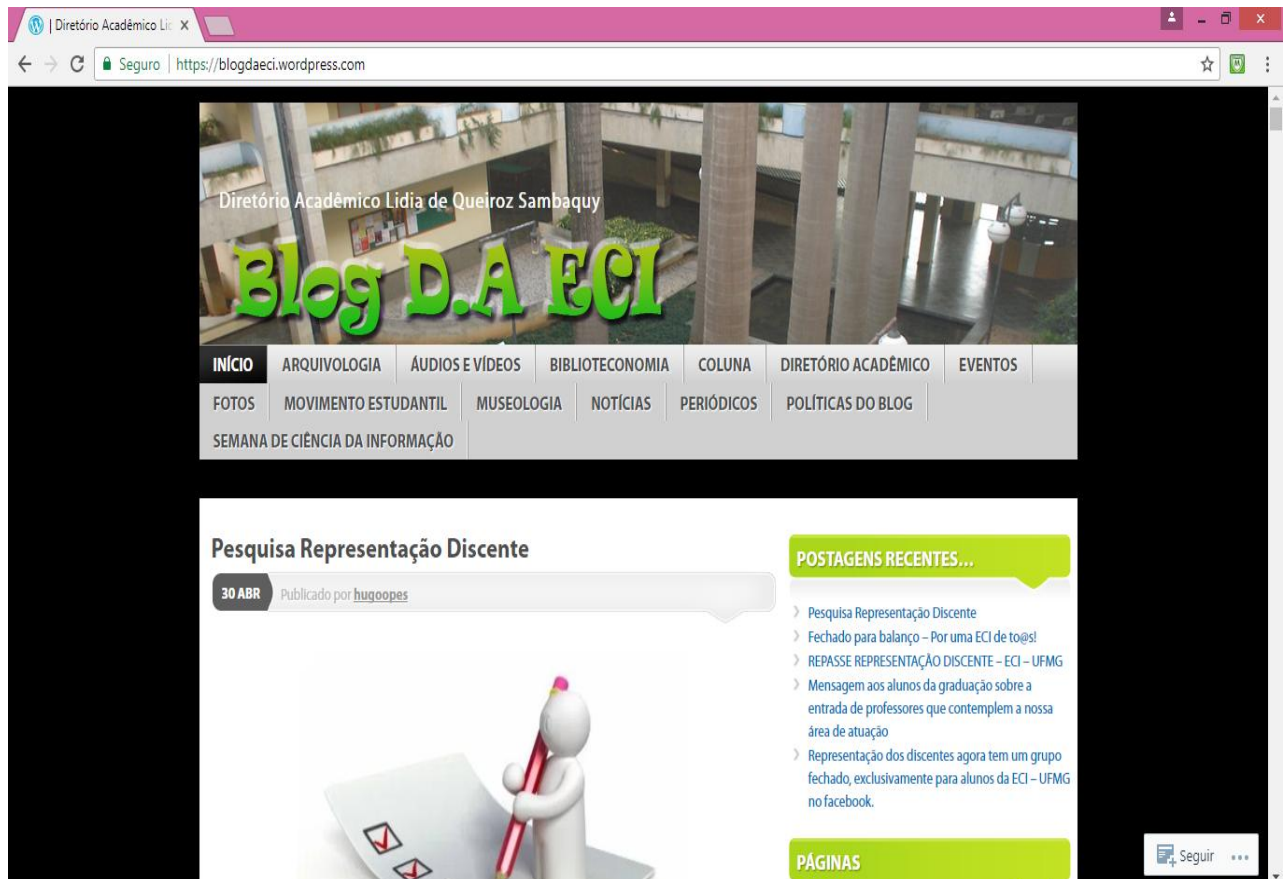 | Diretório Acadêmico Lic
Seguro | https://blogdaeci.wordpress.com
Diretório Acadêmico Lidia de Queiroz Sambaquy
Blog D.A ECI
INÍCIO ARQUIVOLOGIA ÁUDIOS E VÍDEOS BIBLIOTECONOMIA COLUNA DIRETÓRIO ACADÊMICO EVENTOS
FOTOS MOVIMENTO ESTUDANTIL MUSEOLOGIA NOTÍCIAS PERIÓDICOS POLÍTICAS DO BLOG
SEMANA DE CIÊNCIA DA INFORMAÇÃO
Pesquisa Representação Discente
30 ABR Publicado por hugoopes
POSTAGENS RECENTES...
Pesquisa Representação Discente
Fechado para balanço – Por uma ECI de to@s!
REPASSE REPRESENTAÇÃO DISCENTE – ECI – UFMG
Mensagem aos alunos da graduação sobre a
entrada de professores que contemplem a nossa
área de atuação
Representação dos discentes agora tem um grupo
fechado, exclusivamente para alunos da ECI – UFMG
no facebook.
PÁGINAS
Seguir